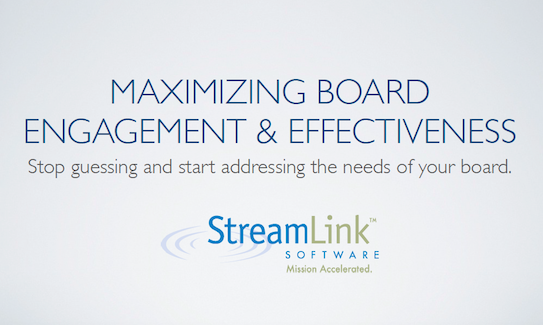 MAXIMIZING BOARD
ENGAGEMENT & EFFECTIVENESS
Stop guessing and start addressing the needs of your board.
StreamLink™
SOFTWARE
Mission Accelerated.